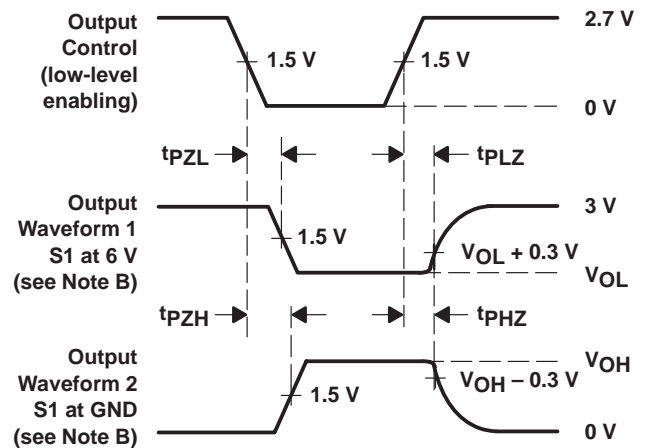 Output
Control
(low-level
enabling)
2.7 V
1.5 V
1.5 V
0 V
tPZL
tPLZ
Output
Waveform 1
S1 at 6 V
(see Note B)
3 V
1.5 V
VOL + 0.3 V
VOL
tPZH
tPHZ
Output
Waveform 2
S1 at GND
(see Note B)
VOH
1.5 V
VOH – 0.3 V
0 V